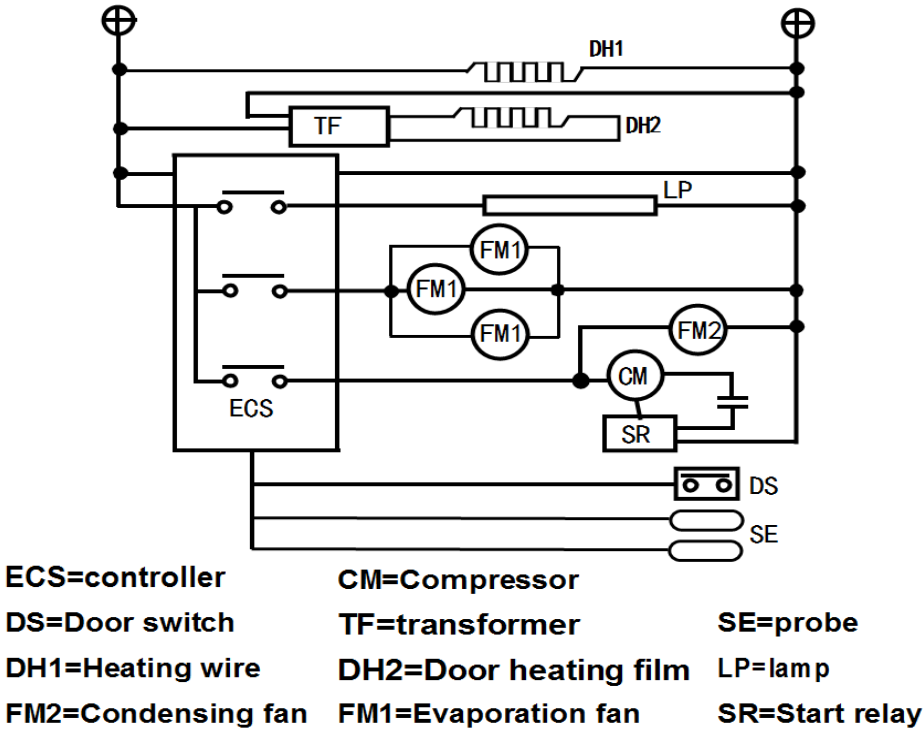 DH1
TF
DH2
LP
FM1
FM1
FM1
FM2
CM
ECS
SR
DS
SE
ECS=controller
CM=Compressor
DS=Door switch
TF=transformer
SE=probe
DH1=Heating wire
DH2=Door heating film
LP=lamp
FM2=Condensing fan
FM1=Evaporation fan
SR=Start relay